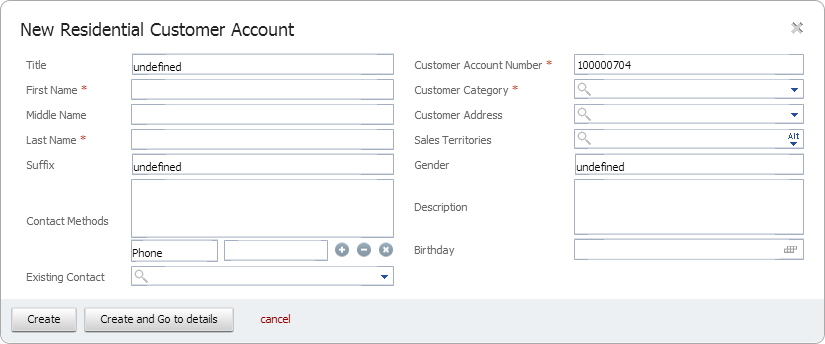 New Residential Customer Account
Title undefined
First Name *
Middle Name
Last Name *
Suffix undefined
Contact Methods
Phone
Existing Contact
Customer Account Number * 100000704
Customer Category *
Customer Address
Sales Territories Alt
Gender undefined
Description
Birthday
Create Create and Go to details cancel